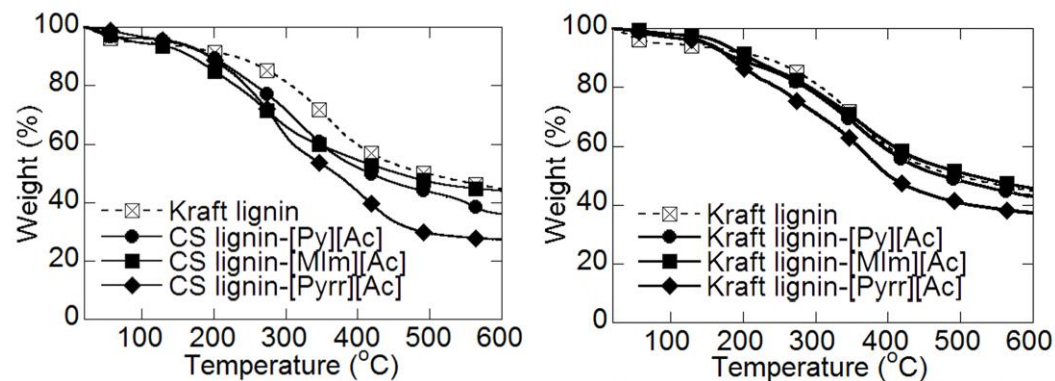 100
80
60
40
20
0
Weight (%)
Kraft lignin
CS lignin-[Py][Ac]
CS lignin-[MIm][Ac]
CS lignin-[Pyrr][Ac]
100 200 300 400 500 600
Temperature (°C)
100
80
60
40
20
0
Weight (%)
Kraft lignin
Kraft lignin-[Py][Ac]
Kraft lignin-[MIm][Ac]
Kraft lignin-[Pyrr][Ac]
100 200 300 400 500 600
Temperature (°C)